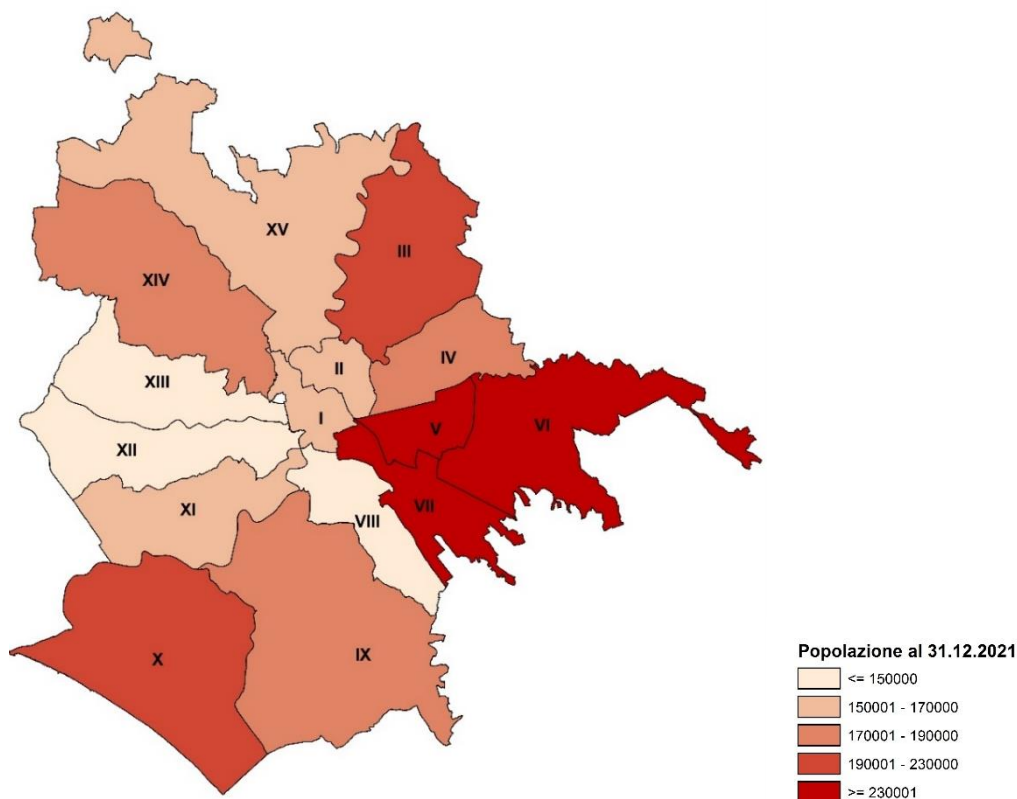 XV
III
XIV
II
IV
XIII
I
V
VI
XII
VII
XI
VIII
X
IX
Popolazione al 31.12.2021
<= 150000
150001 - 170000
170001 - 190000
190001 - 230000
>= 230001